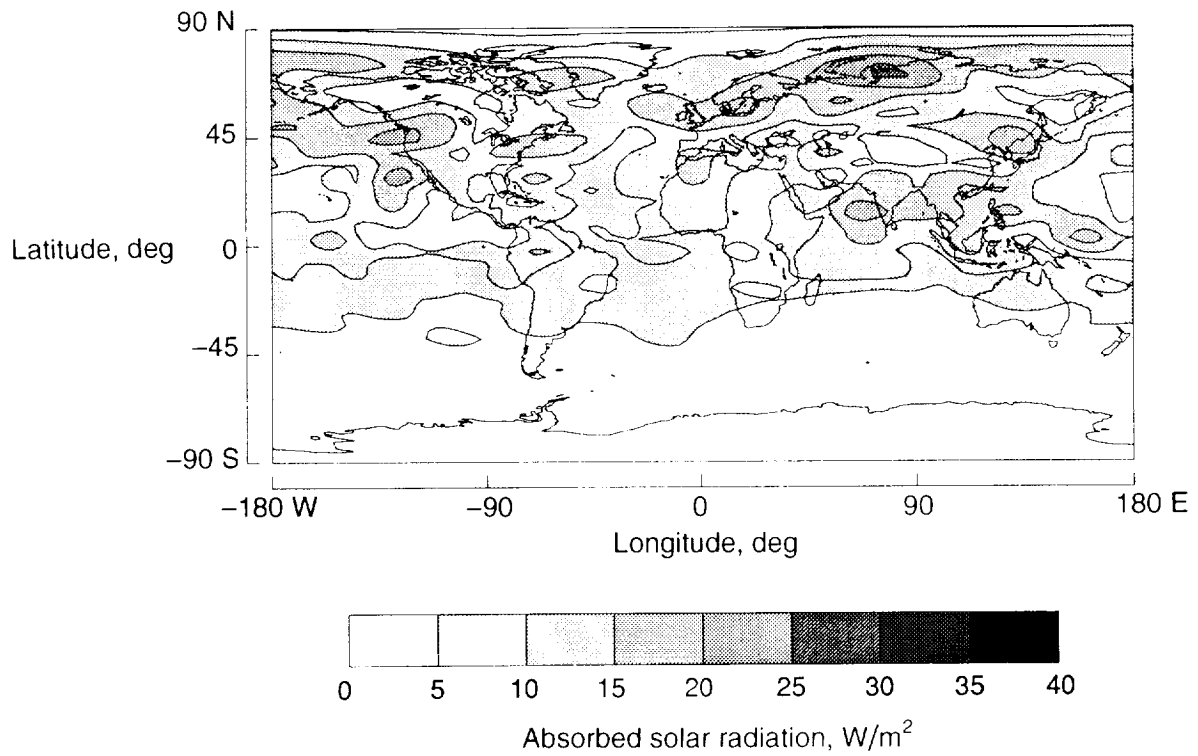 90 N
45
Latitude, deg
0
−45
−90 S
−180 W −90 0 90 180 E
Longitude, deg
0 5 10 15 20 25 30 35 40
Absorbed solar radiation, W/m²